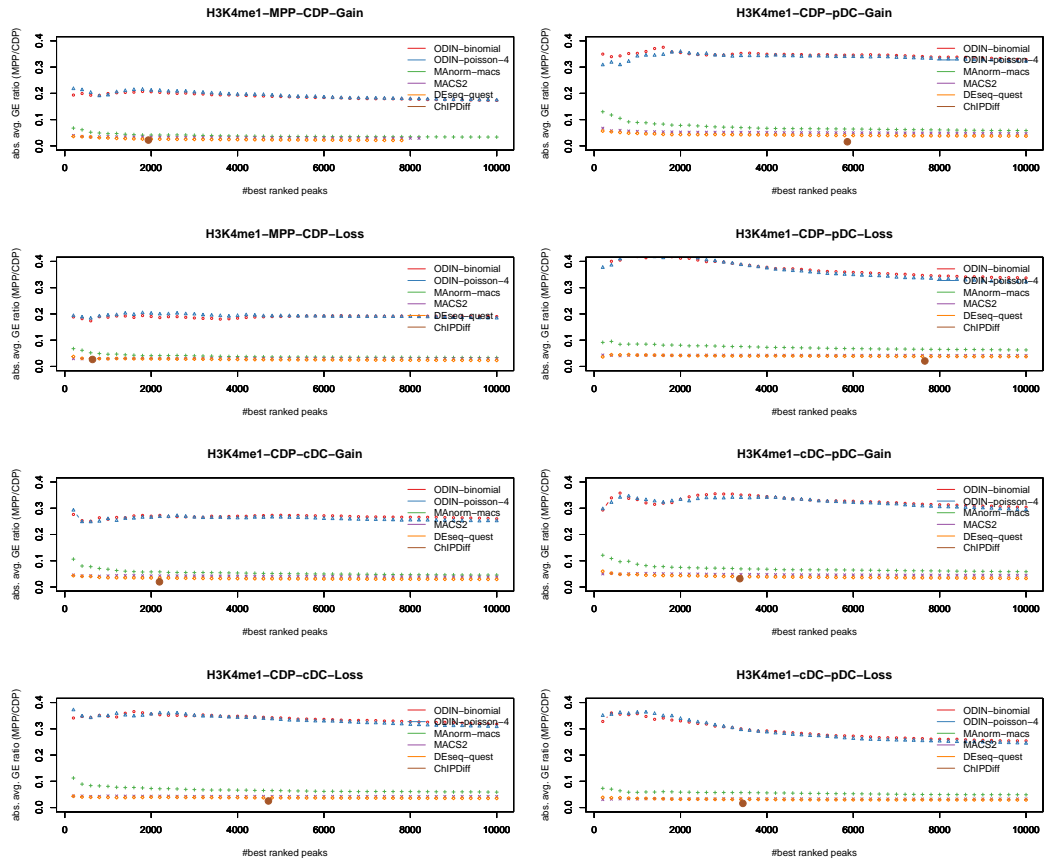 H3K4me1−MPP−CDP−Gain
abs. avg. GE ratio (MPP/CDP)
0.4
0.3
0.2
0.1
0.0
ODIN−binomial
ODIN−poisson−4
MAnorm−macs
MACS2
DEseq−quest
ChIPDiff
0 2000 4000 6000 8000 10000
#best ranked peaks
H3K4me1−CDP−pDC−Gain
abs. avg. GE ratio (MPP/CDP)
0.4
0.3
0.2
0.1
0.0
ODIN−binomial
ODIN−poisson−4
MAnorm−macs
MACS2
DEseq−quest
ChIPDiff
0 2000 4000 6000 8000 10000
#best ranked peaks
H3K4me1−MPP−CDP−Loss
abs. avg. GE ratio (MPP/CDP)
0.4
0.3
0.2
0.1
0.0
ODIN−binomial
ODIN−poisson−4
MAnorm−macs
MACS2
DEseq−quest
ChIPDiff
0 2000 4000 6000 8000 10000
#best ranked peaks
H3K4me1−CDP−pDC−Loss
abs. avg. GE ratio (MPP/CDP)
0.4
0.3
0.2
0.1
0.0
ODIN−binomial
ODIN−poisson−4
MAnorm−macs
MACS2
DEseq−quest
ChIPDiff
0 2000 4000 6000 8000 10000
#best ranked peaks
H3K4me1−CDP−cDC−Gain
abs. avg. GE ratio (MPP/CDP)
0.4
0.3
0.2
0.1
0.0
ODIN−binomial
ODIN−poisson−4
MAnorm−macs
MACS2
DEseq−quest
ChIPDiff
0 2000 4000 6000 8000 10000
#best ranked peaks
H3K4me1−cDC−pDC−Gain
abs. avg. GE ratio (MPP/CDP)
0.4
0.3
0.2
0.1
0.0
ODIN−binomial
ODIN−poisson−4
MAnorm−macs
MACS2
DEseq−quest
ChIPDiff
0 2000 4000 6000 8000 10000
#best ranked peaks
H3K4me1−CDP−cDC−Loss
abs. avg. GE ratio (MPP/CDP)
0.4
0.3
0.2
0.1
0.0
ODIN−binomial
ODIN−poisson−4
MAnorm−macs
MACS2
DEseq−quest
ChIPDiff
0 2000 4000 6000 8000 10000
#best ranked peaks
H3K4me1−cDC−pDC−Loss
abs. avg. GE ratio (MPP/CDP)
0.4
0.3
0.2
0.1
0.0
ODIN−binomial
ODIN−poisson−4
MAnorm−macs
MACS2
DEseq−quest
ChIPDiff
0 2000 4000 6000 8000 10000
#best ranked peaks